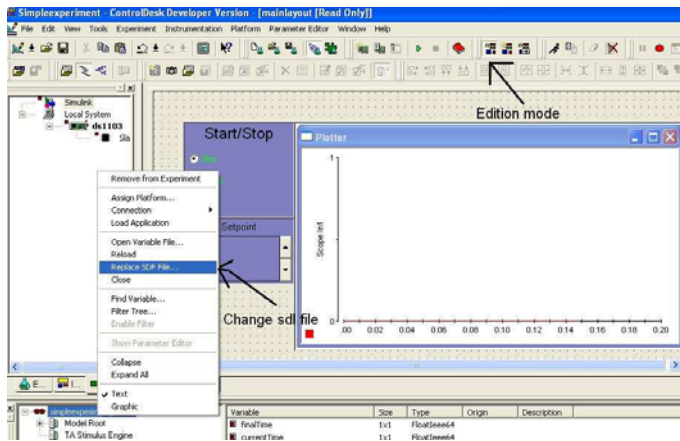 Simpleexperiment - ControlDesk Developer Version - [mainlayout [Read Only]]
File Edit View Tools Experiment Instrumentation Platform Parameter Editor Window Help
Edition mode
Simulink
Local System
ds1103
Sla
Start/Stop
Plotter
Stop
Setpoint
Scope In1
1
0
.00 0.02 0.04 0.06 0.08 0.10 0.12 0.14 0.16 0.18 0.20
Remove from Experiment
Assign Platform...
Connection
Load Application
Open Variable File...
Reload
Replace SDF File...
Close
Find Variable...
Filter Tree...
Enable Filter
Show Parameter Editor
Collapse
Expand All
Text
Graphic
Change sdl file
E...
I...
simpleexperi
Model Root
TA Stimulus Engine
Variable Size Type Origin Description
finalTime 1x1 FloatIeee64
currentTime 1x1 FloatIeee64